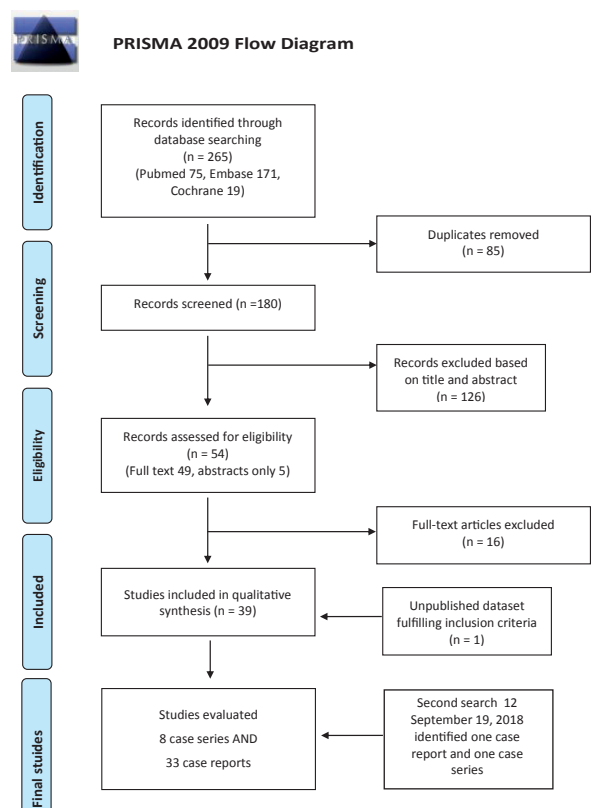 PRISMA
PRISMA 2009 Flow Diagram
Identification
Records identified through
database searching
(n = 265)
(Pubmed 75, Embase 171,
Cochrane 19)
Duplicates removed
(n = 85)
Screening
Records screened (n =180)
Records excluded based
on title and abstract
(n = 126)
Eligibility
Records assessed for eligibility
(n = 54)
(Full text 49, abstracts only 5)
Full-text articles excluded
(n = 16)
Included
Studies included in qualitative
synthesis (n = 39)
Unpublished dataset
fulfilling inclusion criteria
(n = 1)
Final stuides
Studies evaluated
8 case series AND
33 case reports
Second search 12
September 19, 2018
identified one case
report and one case
series